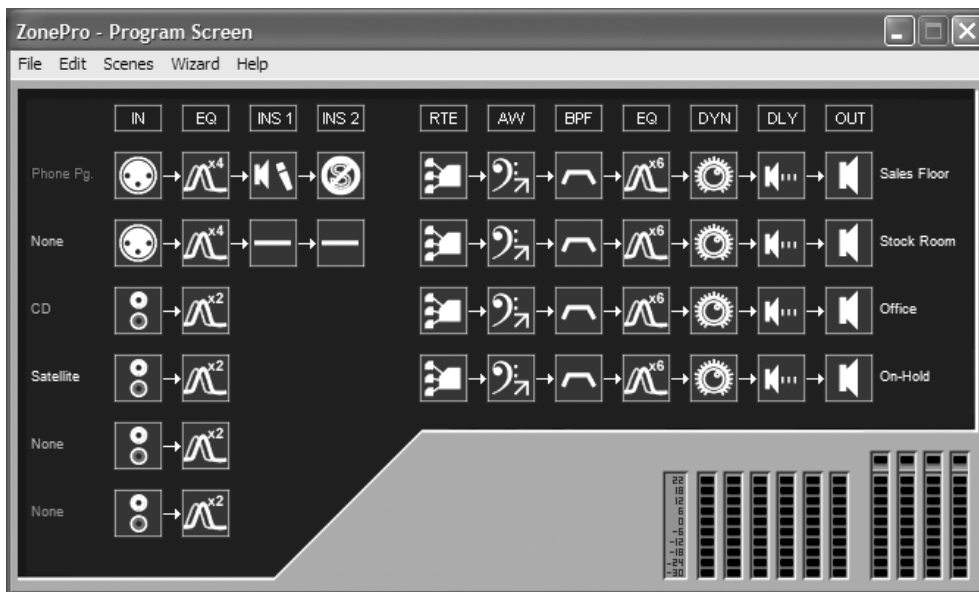 ZonePro - Program Screen
File Edit Scenes Wizard Help
IN EQ INS 1 INS 2 RTE AW BPF EQ DYN DLY OUT
Phone Pg. x4 S x6 Sales Floor
None x4 x6 Stock Room
CD x2 x6 Office
Satellite x2 x6 On-Hold
None x2
None x2
22
18
12
6
0
-6
-12
-18
-24
-30